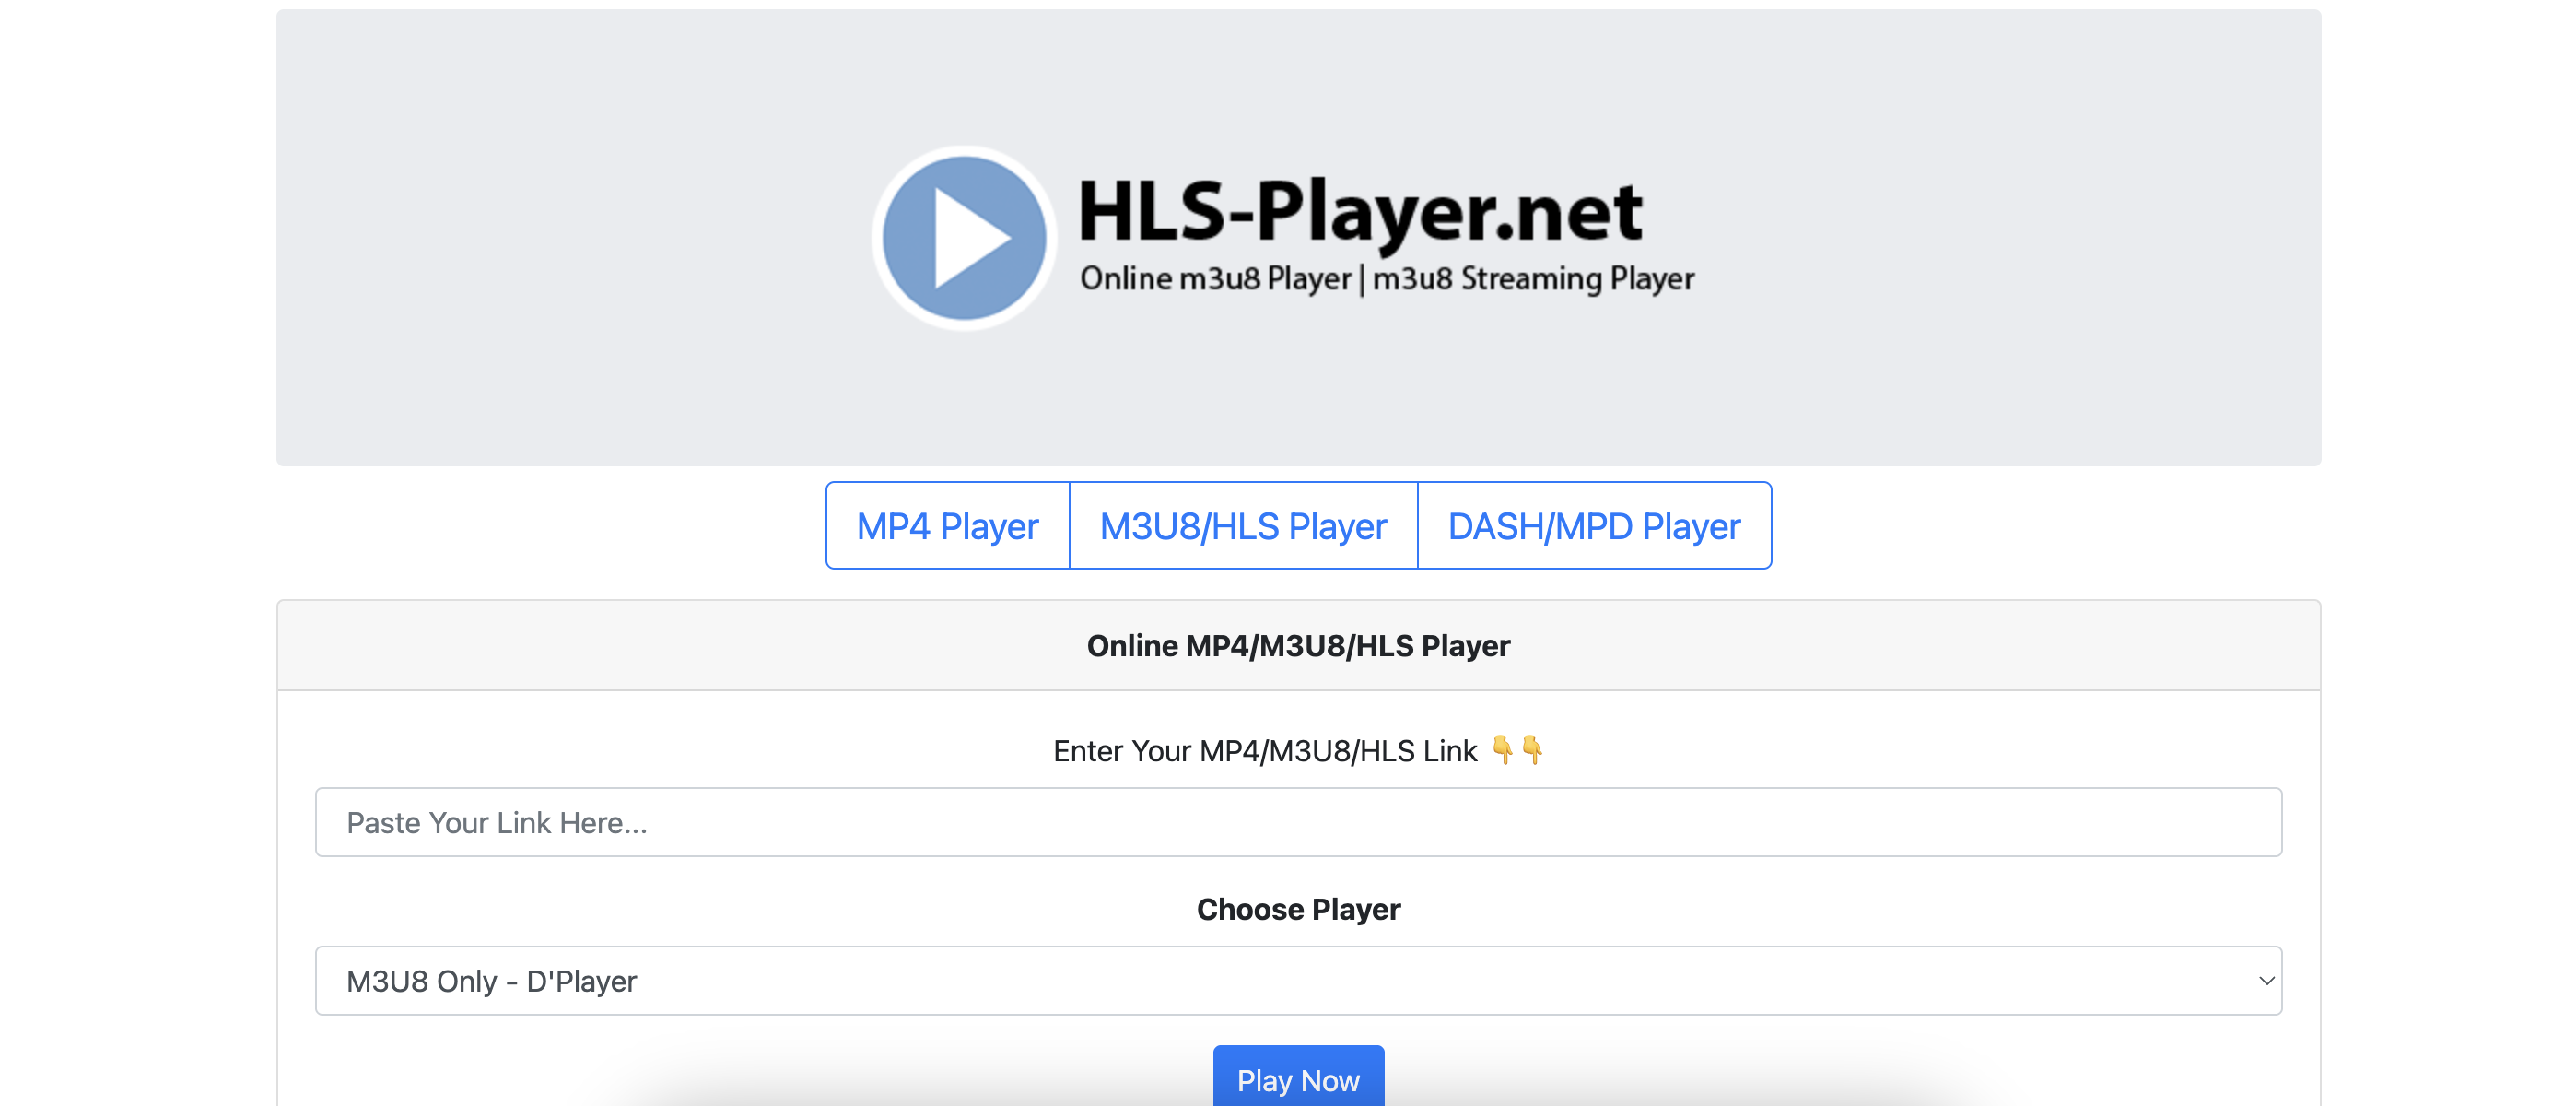 HLS-Player.net
Online m3u8 Player | m3u8 Streaming Player
MP4 Player M3U8/HLS Player DASH/MPD Player
Online MP4/M3U8/HLS Player
Enter Your MP4/M3U8/HLS Link 👇👇
Paste Your Link Here...
Choose Player
M3U8 Only - D'Player
Play Now